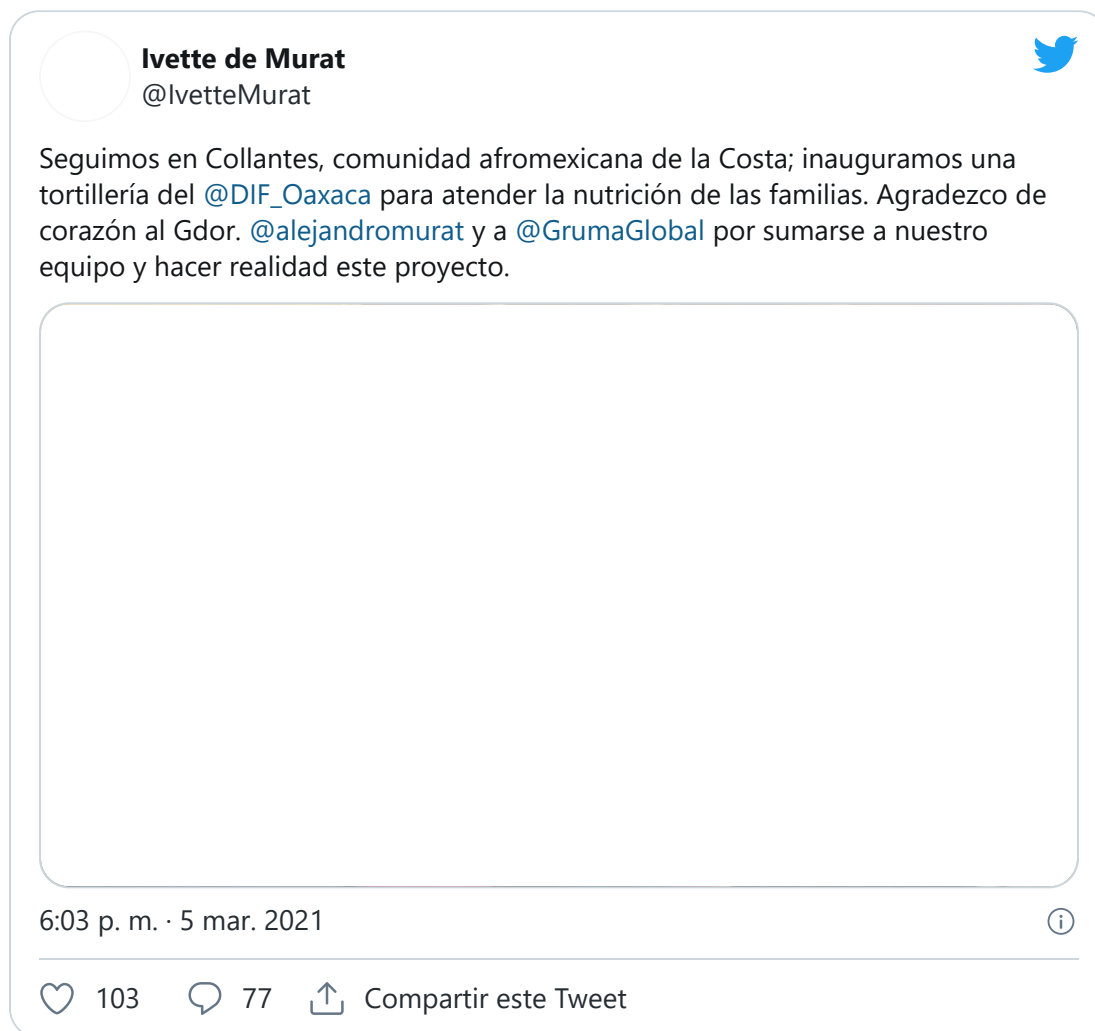 Ivette de Murat
@IvetteMurat
Seguimos en Collantes, comunidad afromexicana de la Costa; inauguramos una
tortillería del @DIF_Oaxaca para atender la nutrición de las familias. Agradezco de
corazón al Gdor. @alejandromurat y a @GrumaGlobal por sumarse a nuestro
equipo y hacer realidad este proyecto.
6:03 p. m. · 5 mar. 2021
103 77 Compartir este Tweet